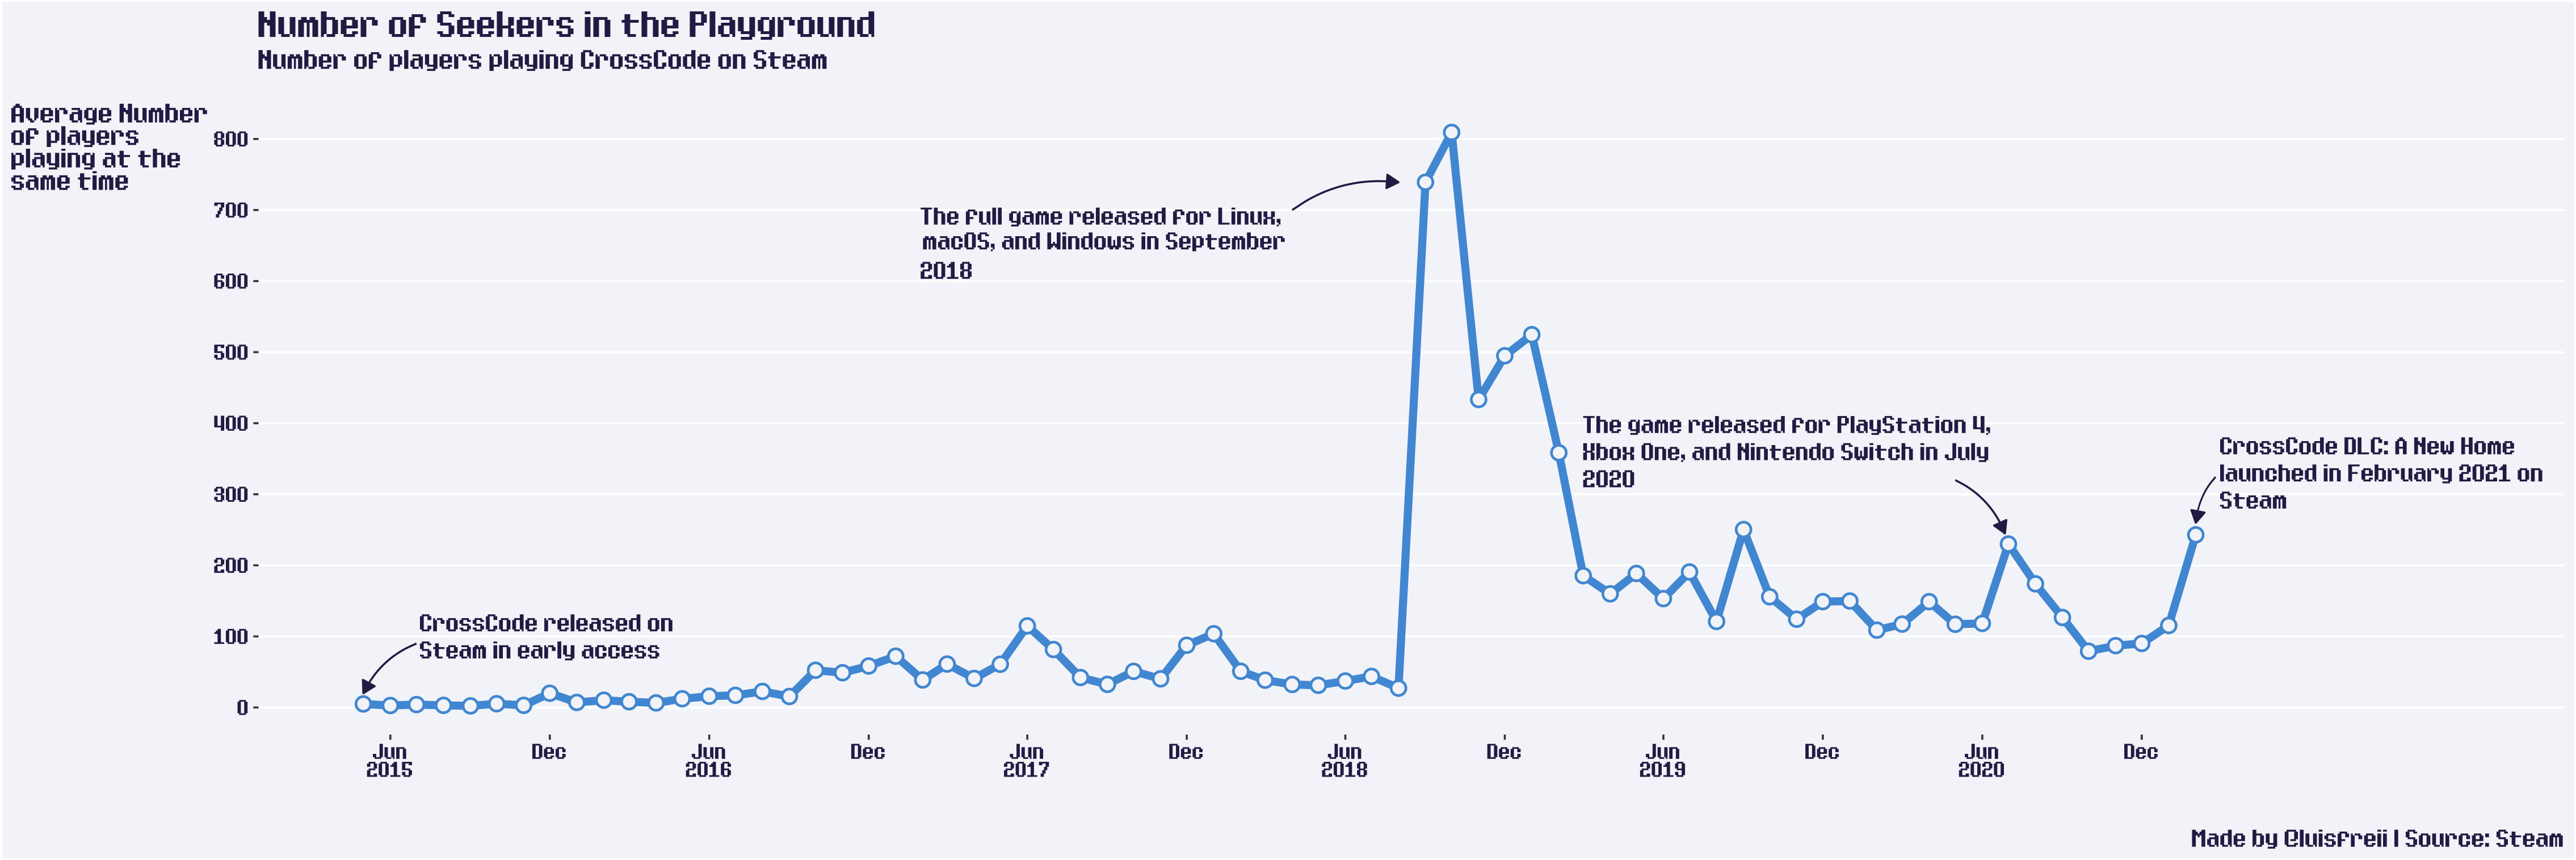 Number of Seekers in the Playground
Number of players playing CrossCode on Steam
Average Number
of players
playing at the
same time
800
700
600
500
400
300
200
100
0
The full game released for Linux,
macOS, and Windows in September
2018
The game released for PlayStation 4,
Xbox One, and Nintendo Switch in July
2020
CrossCode DLC: A New Home
launched in February 2021 on
Steam
CrossCode released on
Steam in early access
Jun
2015
Dec
Jun
2016
Dec
Jun
2017
Dec
Jun
2018
Dec
Jun
2019
Dec
Jun
2020
Dec
Made by @luisfreii | Source: Steam